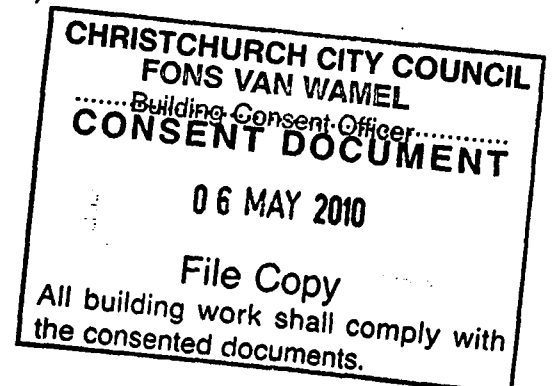 CHRISTCHURCH CITY COUNCIL
FONS VAN WAMEL
........Building Consent Officer............
CONSENT DOCUMENT
06 MAY 2010
File Copy
All building work shall comply with
the consented documents.